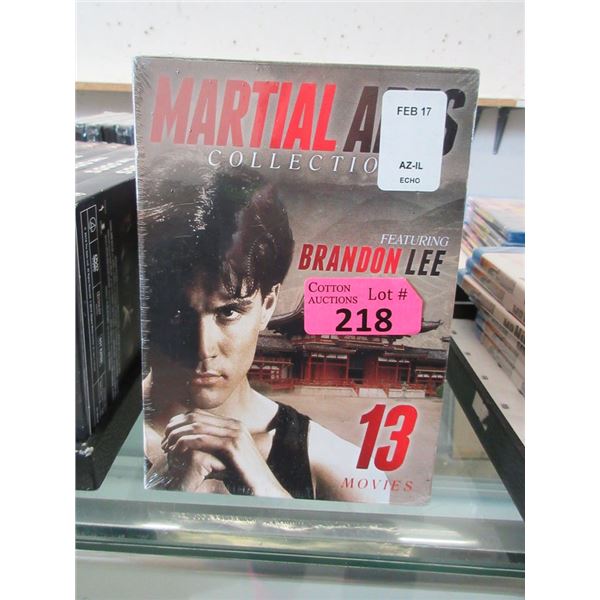 MARTIAL
COLLECTIO
FEB 17
AZ-IL
ECHO
FEATURING
BRANDON LEE
COTTON
AUCTIONS
Lot #
218
13
MOVIES